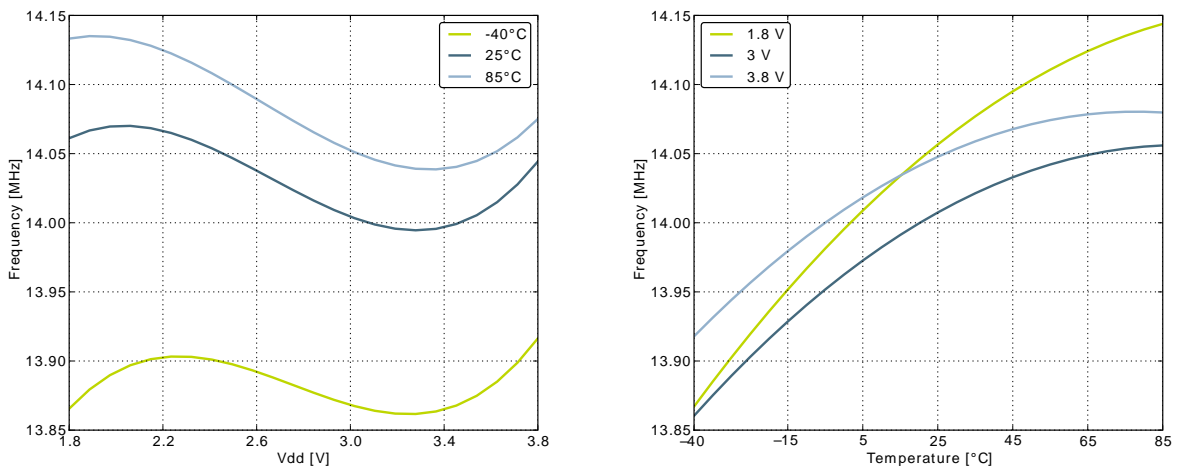 14.15
14.10
14.05
14.00
13.95
13.90
13.85
Frequency [MHz]
-40°C
25°C
85°C
1.8
2.2
2.6
3.0
3.4
3.8
Vdd [V]
14.15
14.10
14.05
14.00
13.95
13.90
13.85
Frequency [MHz]
1.8 V
3 V
3.8 V
–40
–15
5
25
45
65
85
Temperature [°C]